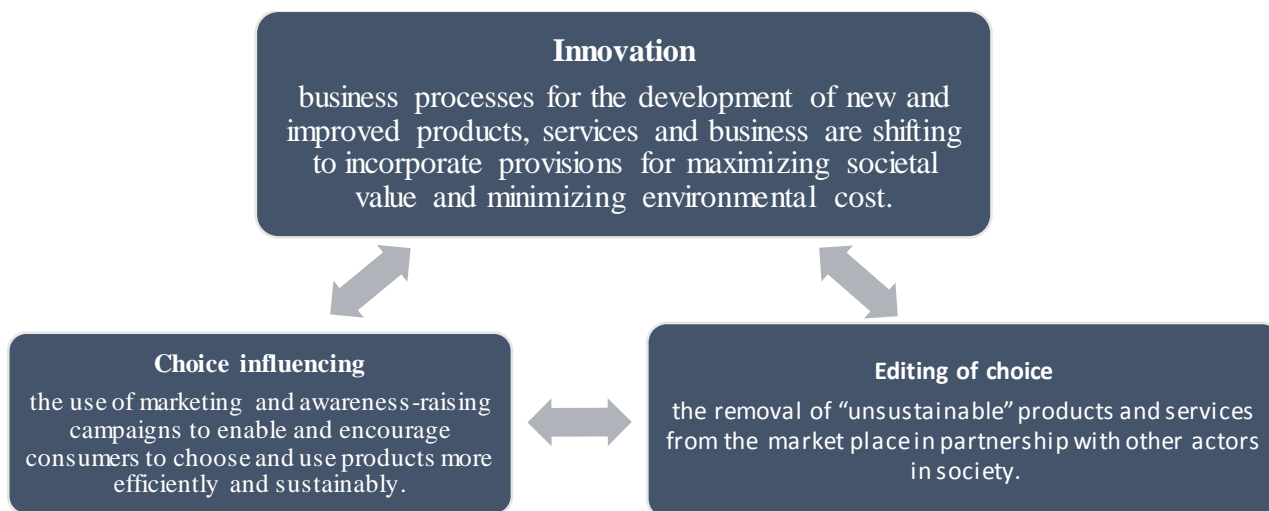 Innovation
business processes for the development of new and
improved products, services and business are shifting
to incorporate provisions for maximizing societal
value and minimizing environmental cost.
Choice influencing
the use of marketing and awareness-raising
campaigns to enable and encourage
consumers to choose and use products more
efficiently and sustainably.
Editing of choice
the removal of “unsustainable” products and services
from the market place in partnership with other actors
in society.